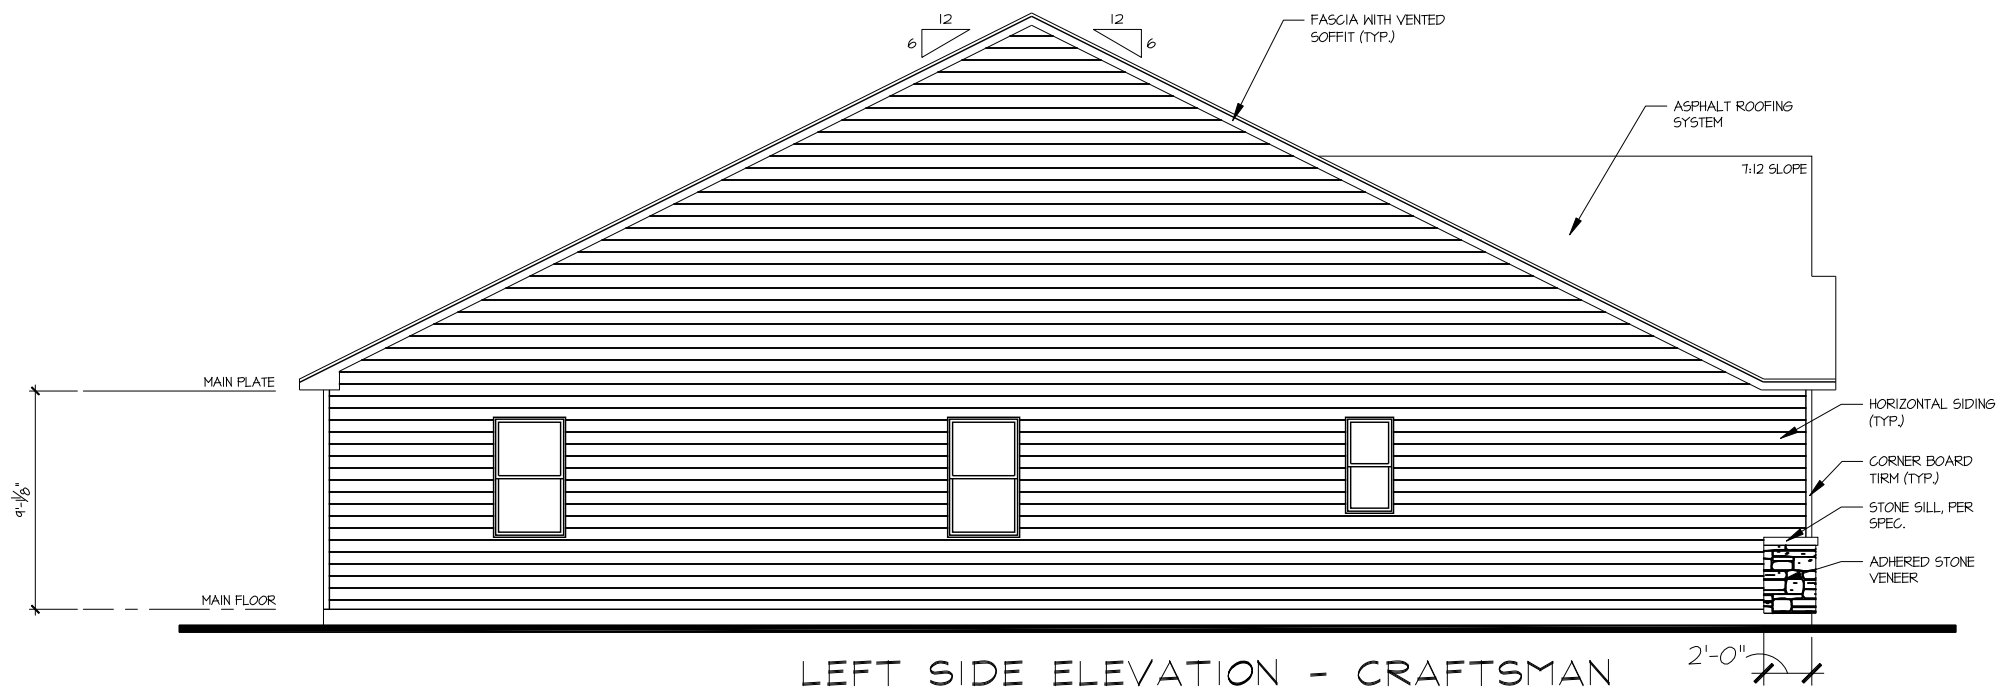 12
12
6
6
FASCIA WITH VENTED
SOFFIT (TYP.)
ASPHALT ROOFING
SYSTEM
7:12 SLOPE
MAIN PLATE
HORIZONTAL SIDING
(TYP.)
CORNER BOARD
TIRM (TYP.)
9'-1 1/8"
STONE SILL, PER
SPEC.
ADHERED STONE
VENEER
MAIN FLOOR
2'-0"
LEFT SIDE ELEVATION - CRAFTSMAN